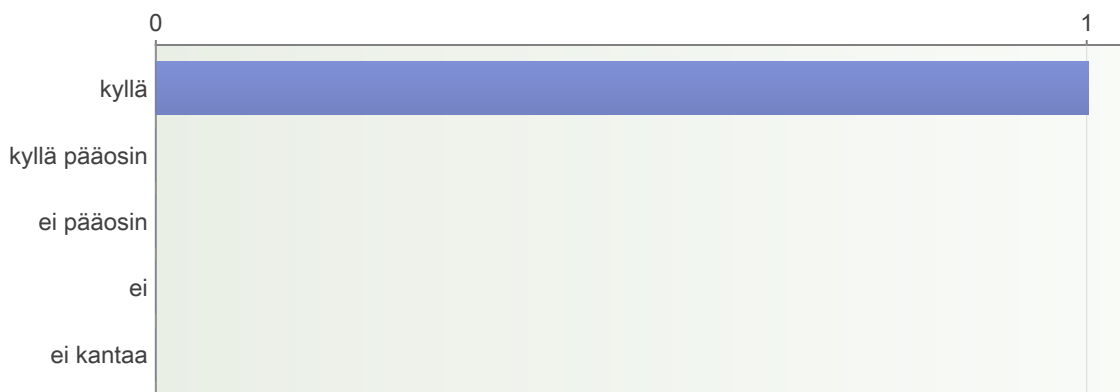 0 1
kyllä
kyllä pääosin
ei pääosin
ei
ei kantaa